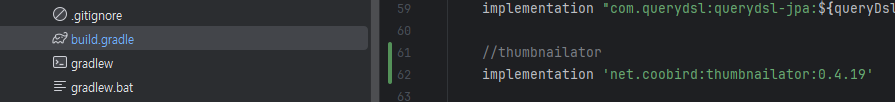 .gitignore
build.gradle
gradlew
gradlew.bat
59 implementation "com.querydsl:querydsl-jpa:${queryDsl
60
61 //thumbnailator
62 implementation 'net.coobird:thumbnailator:0.4.19'
63